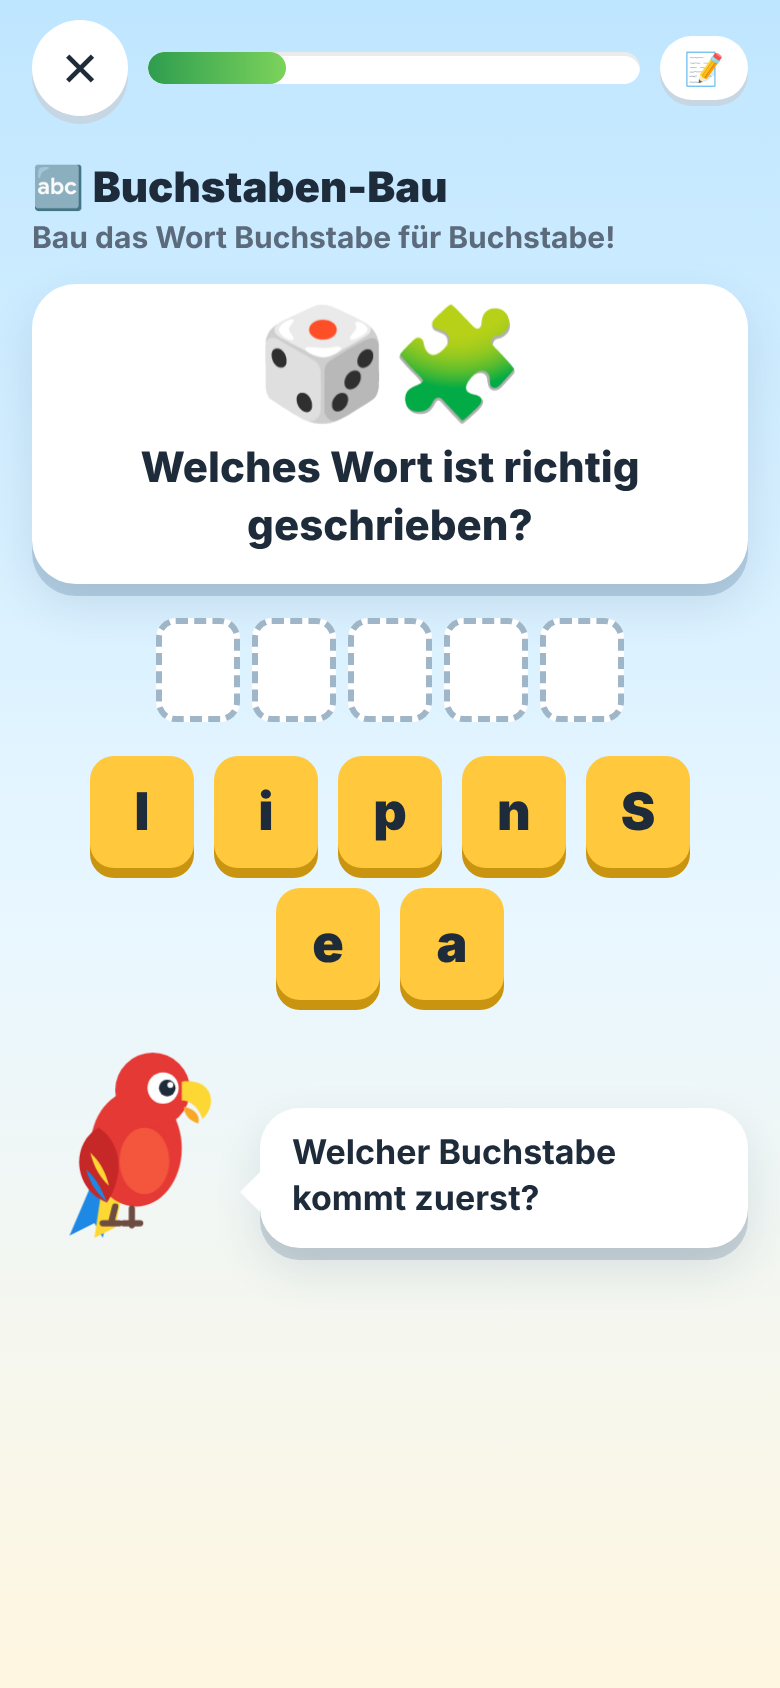 abc Buchstaben-Bau
Bau das Wort Buchstabe für Buchstabe!
Welches Wort ist richtig
geschrieben?
l i p n S
e a
Welcher Buchstabe
kommt zuerst?